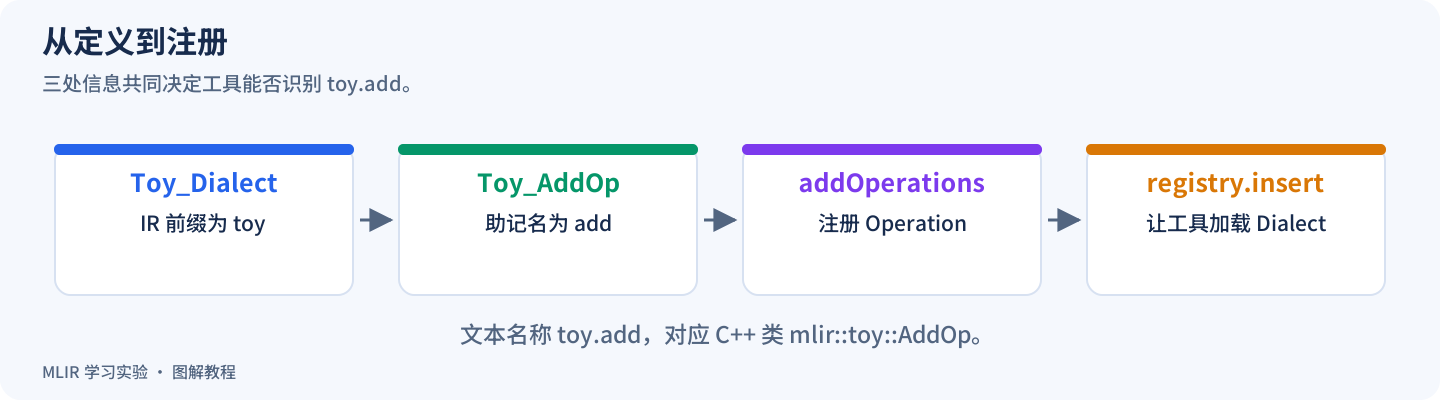 从定义到注册
三处信息共同决定工具能否识别 toy.add。
Toy_Dialect
IR 前缀为 toy
Toy_AddOp
助记名为 add
addOperations
注册 Operation
registry.insert
让工具加载 Dialect
文本名称 toy.add，对应 C++ 类 mlir::toy::AddOp。
MLIR 学习实验 · 图解教程